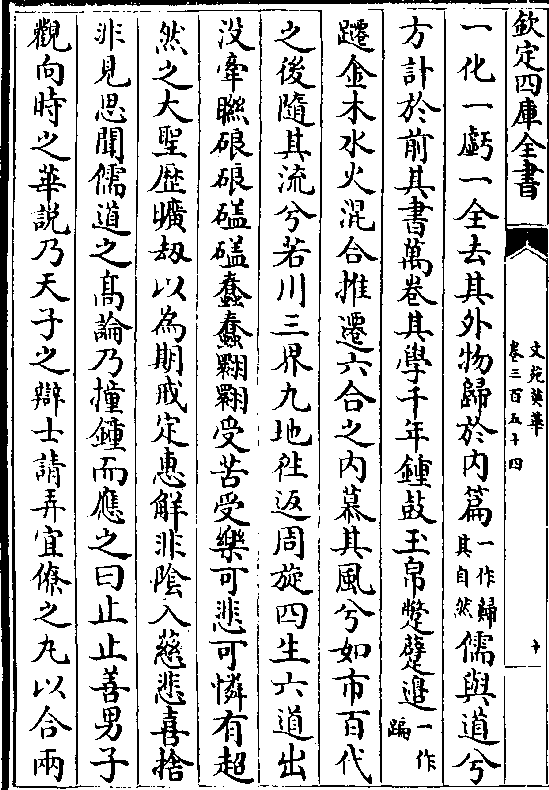 欽定四庫全書
文苑英華
卷三百五十四
十
一化一虧一全去其外物歸於内篇一作歸其自然儒與道兮
方計於前其書萬卷其學千年鍾鼓玉帛蹩躠邅一作蹁
躚金木水火混合推遷六合之内慕其風兮如市百代
之後隨其流兮若川三界九地徃返周旋四生六道出
没牽聮硠硠礚礚蠢蠢翾翾受苦受樂可悲可憐有超
然之大聖歴曠刼以為期戒定惠解非陰入慈悲喜捨
非見思聞儒道之髙論乃撞鍾而應之曰止止善男子
觀向時之華說乃天子之辯士請弄宜僚之丸以合兩